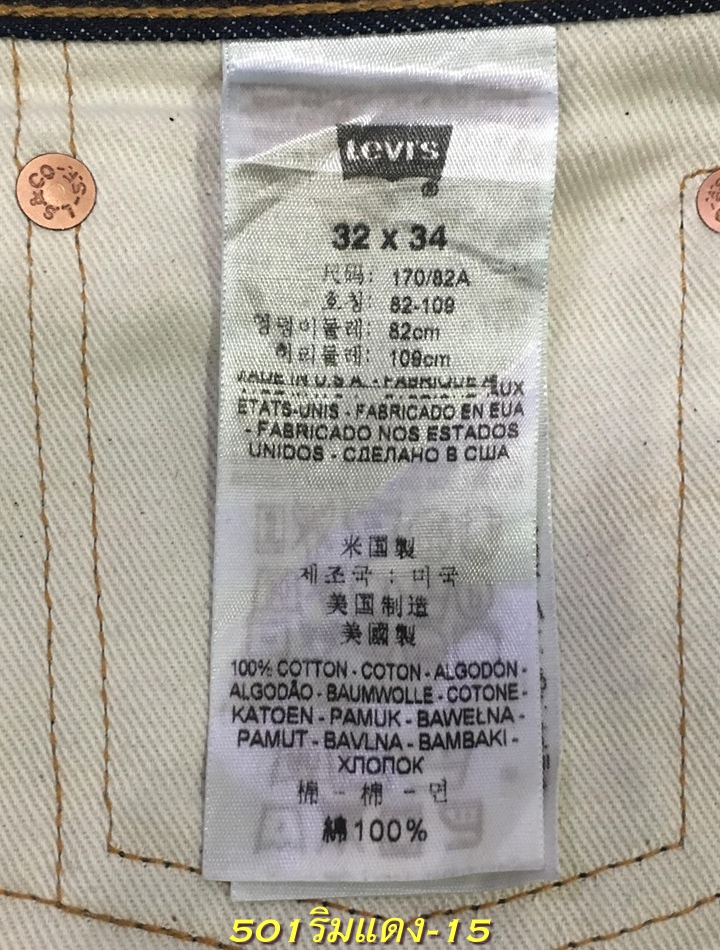 Levi's
®
32 x 34
尺码: 170/82A
호칭: 82-109
엉덩이둘레: 82cm
허리둘레: 109cm
MADE IN U.S.A. - FABRIQUÉ AUX
ÉTATS-UNIS - FABRICADO EN EUA
- FABRICADO NOS ESTADOS
UNIDOS - СДЕЛАНО В США
米国製
제조국 : 미국
美国制造
美國製
100% COTTON - COTON - ALGODÓN -
ALGODÃO - BAUMWOLLE - COTONE -
KATOEN - PAMUK - BAWEŁNA -
PAMUT - BAVLNA - BAMBAKI -
ХЛОПОК
棉 - 棉 - 면
綿100%
L.S. & CO. S.F.
501ริมแดง-15